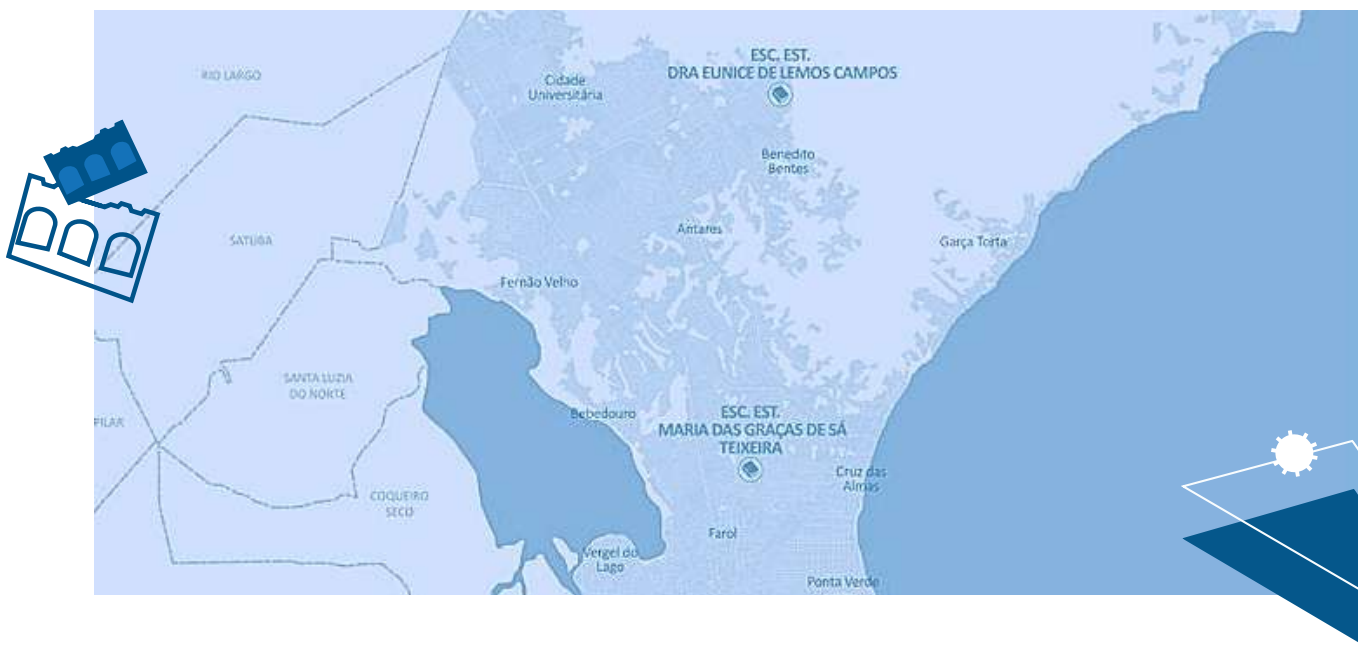 ESC. EST.
DRA EUNICE DE LEMOS CAMPOS
RIO LARGO
Cidade
Universitária
Benedito
Bentes
Antares
SATUBA
Garça Torta
Fernão Velho
SANTA LUZIA
DO NORTE
Bebedouro
PILAR
ESC. EST.
MARIA DAS GRAÇAS DE SÁ
TEIXEIRA
Cruz das
Almas
COQUEIRO
SECO
Farol
Vergel do
Lago
Ponta Verde